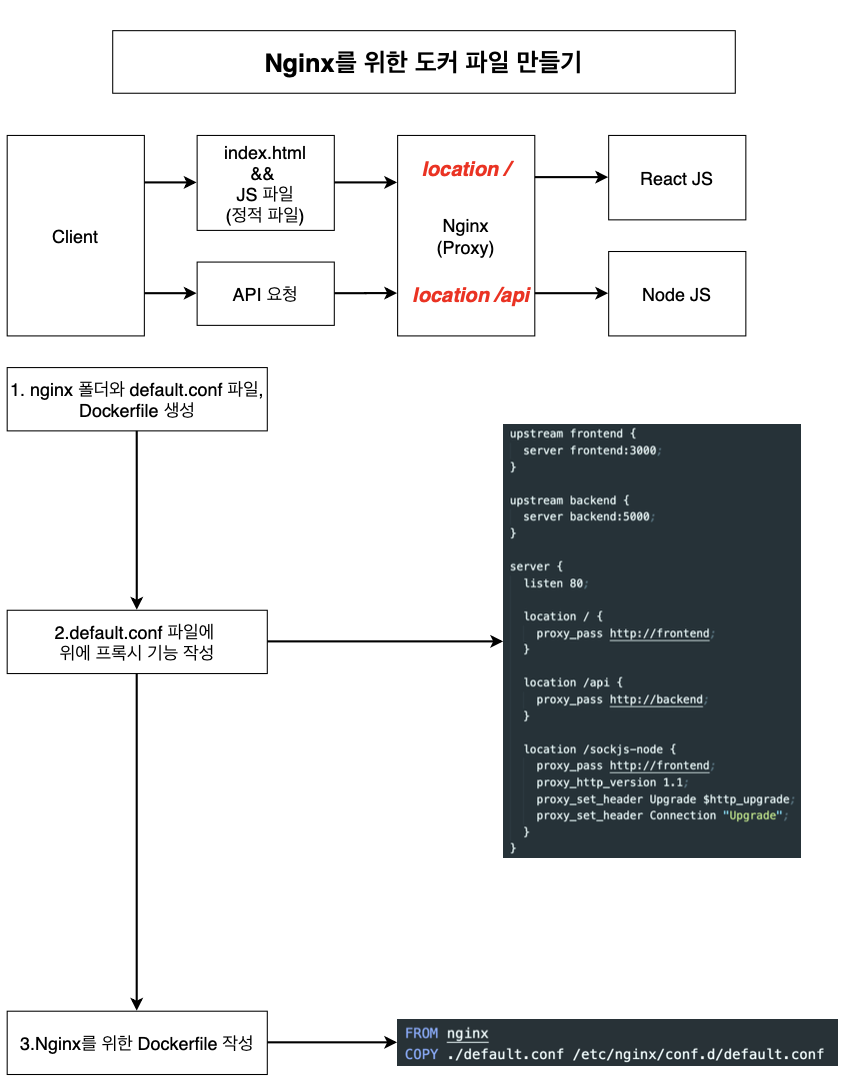 Nginx를 위한 도커 파일 만들기
Client
index.html
&&
JS 파일
(정적 파일)
API 요청
location /
Nginx
(Proxy)
location /api
React JS
Node JS
1. nginx 폴더와 default.conf 파일,
Dockerfile 생성
2.default.conf 파일에
위에 프록시 기능 작성
upstream frontend {
server frontend:3000;
}
upstream backend {
server backend:5000;
}
server {
listen 80;
location / {
proxy_pass http://frontend;
}
location /api {
proxy_pass http://backend;
}
location /sockjs-node {
proxy_pass http://frontend;
proxy_http_version 1.1;
proxy_set_header Upgrade $http_upgrade;
proxy_set_header Connection "Upgrade";
}
}
3.Nginx를 위한 Dockerfile 작성
FROM nginx
COPY ./default.conf /etc/nginx/conf.d/default.conf